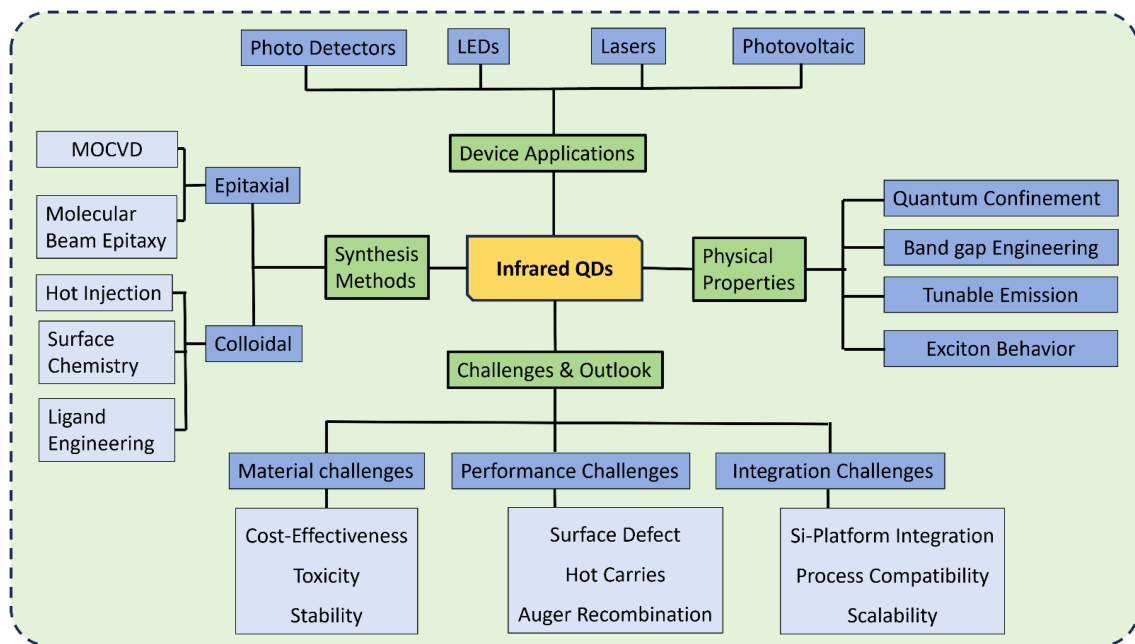 Photo Detectors
LEDs
Lasers
Photovoltaic
Device Applications
MOCVD
Epitaxial
Molecular
Beam Epitaxy
Synthesis
Methods
Hot Injection
Surface
Chemistry
Colloidal
Ligand
Engineering
Infrared QDs
Physical
Properties
Quantum Confinement
Band gap Engineering
Tunable Emission
Exciton Behavior
Challenges & Outlook
Material challenges
Cost-Effectiveness
Toxicity
Stability
Performance Challenges
Surface Defect
Hot Carries
Auger Recombination
Integration Challenges
Si-Platform Integration
Process Compatibility
Scalability